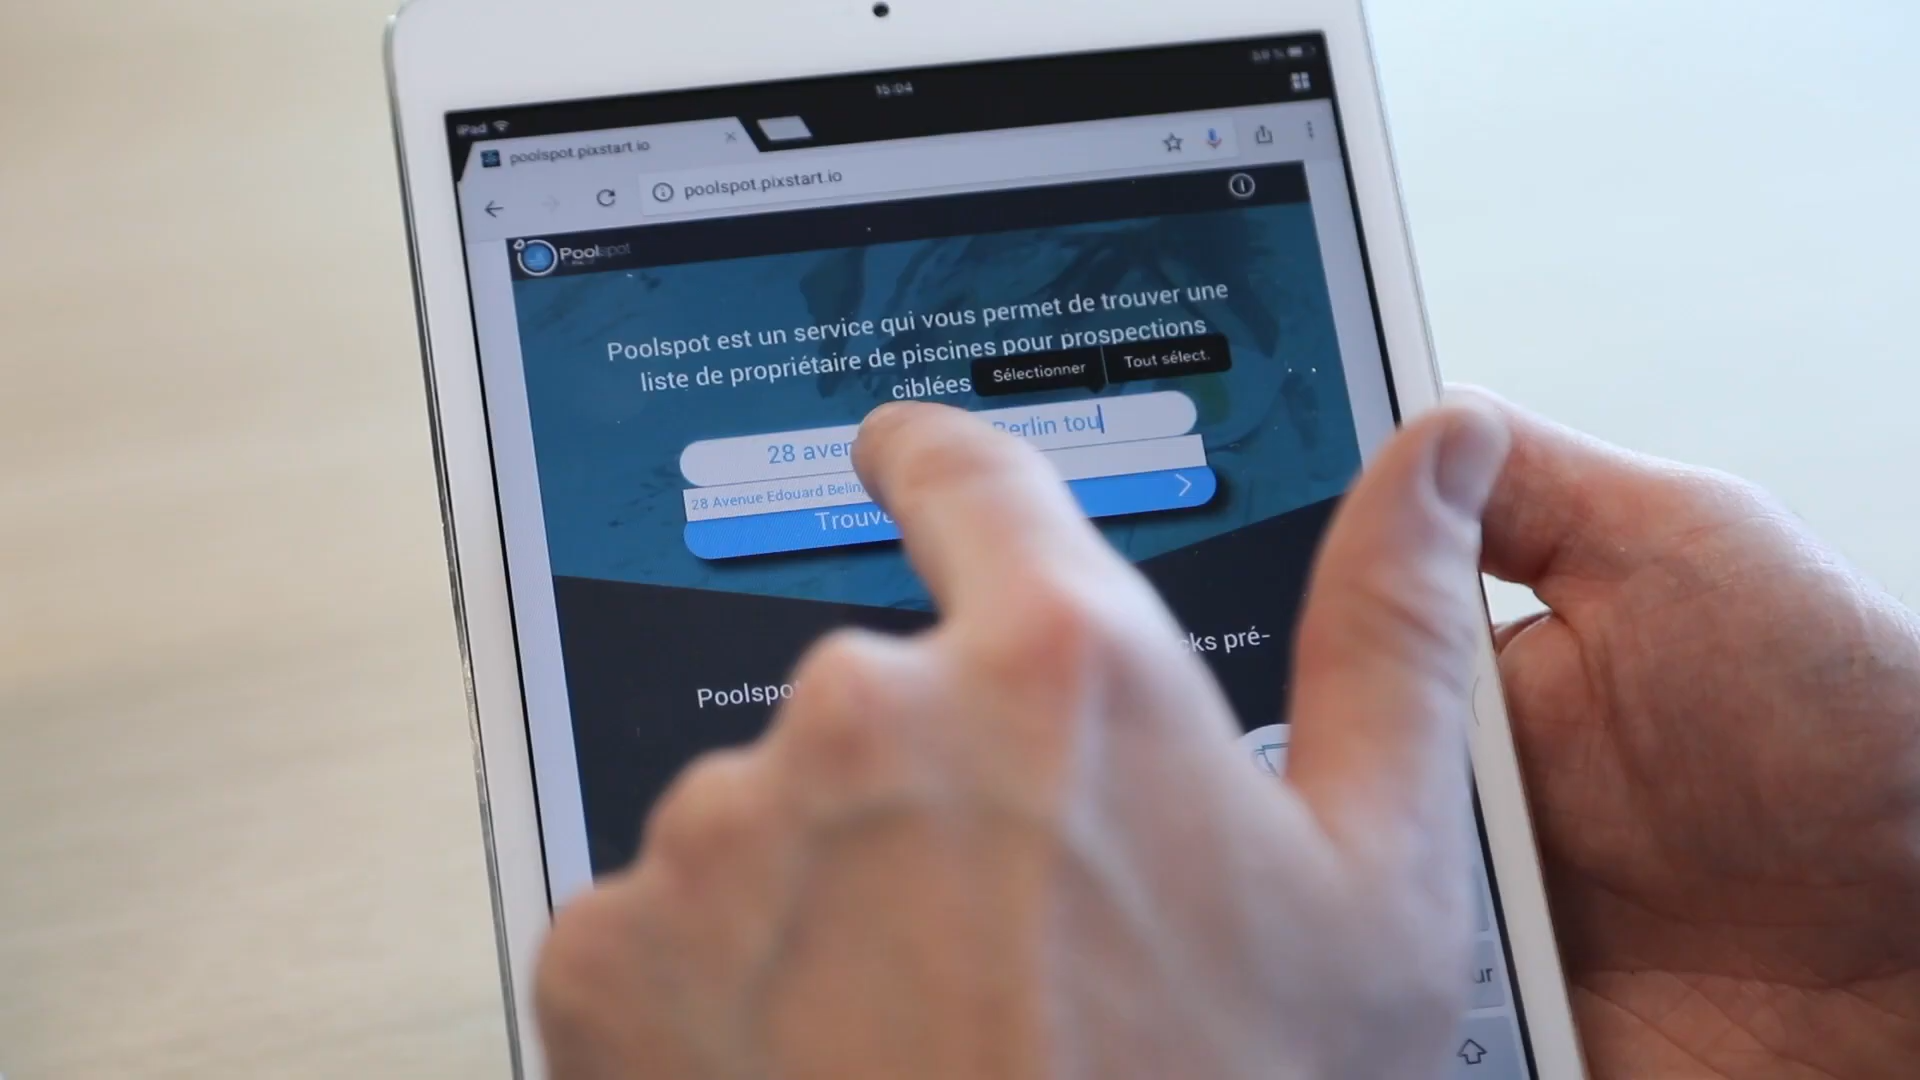 iPad
15:04
poolspot.pixstart.io
poolspot.pixstart.io
Poolspot
Poolspot est un service qui vous permet de trouver une
liste de propriétaire de piscines pour prospections
ciblées
Sélectionner
Tout sélect.
28 aven Berlin tou
28 Avenue Edouard Belin,
Trouve
cks pré-
Poolspo
ur